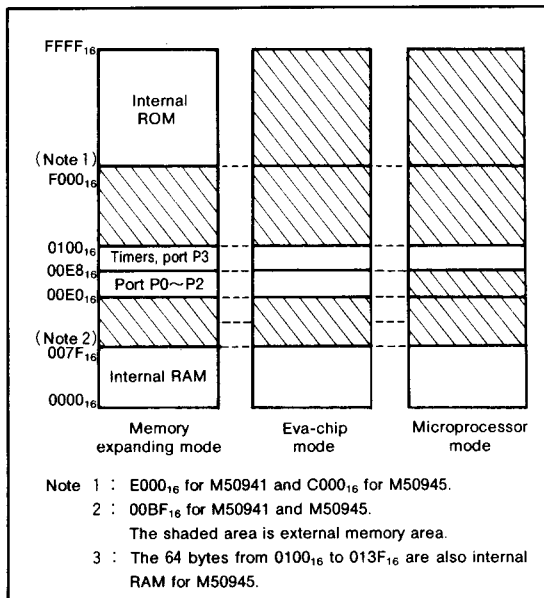 FFFF₁₆
Internal
ROM
(Note 1)
F000₁₆
0100₁₆
Timers, port P3
00E8₁₆
Port P0～P2
00E0₁₆
(Note 2)
007F₁₆
Internal RAM
0000₁₆
Memory
expanding mode
Eva-chip
mode
Microprocessor
mode
Note 1 : E000₁₆ for M50941 and C000₁₆ for M50945.
2 : 00BF₁₆ for M50941 and M50945.
The shaded area is external memory area.
3 : The 64 bytes from 0100₁₆ to 013F₁₆ are also internal
RAM for M50945.